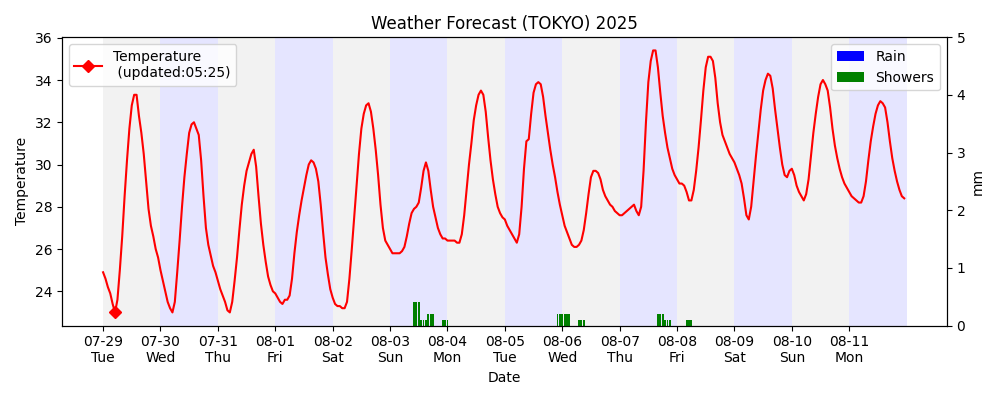 Weather Forecast (TOKYO) 2025
Temperature
(updated:05:25)
Rain
Showers
36
34
32
30
28
26
24
Temperature
5
4
3
2
1
0
mm
07-29 07-30 07-31 08-01 08-02 08-03 08-04 08-05 08-06 08-07 08-08 08-09 08-10 08-11
Tue Wed Thu Fri Sat Sun Mon Tue Wed Thu Fri Sat Sun Mon
Date